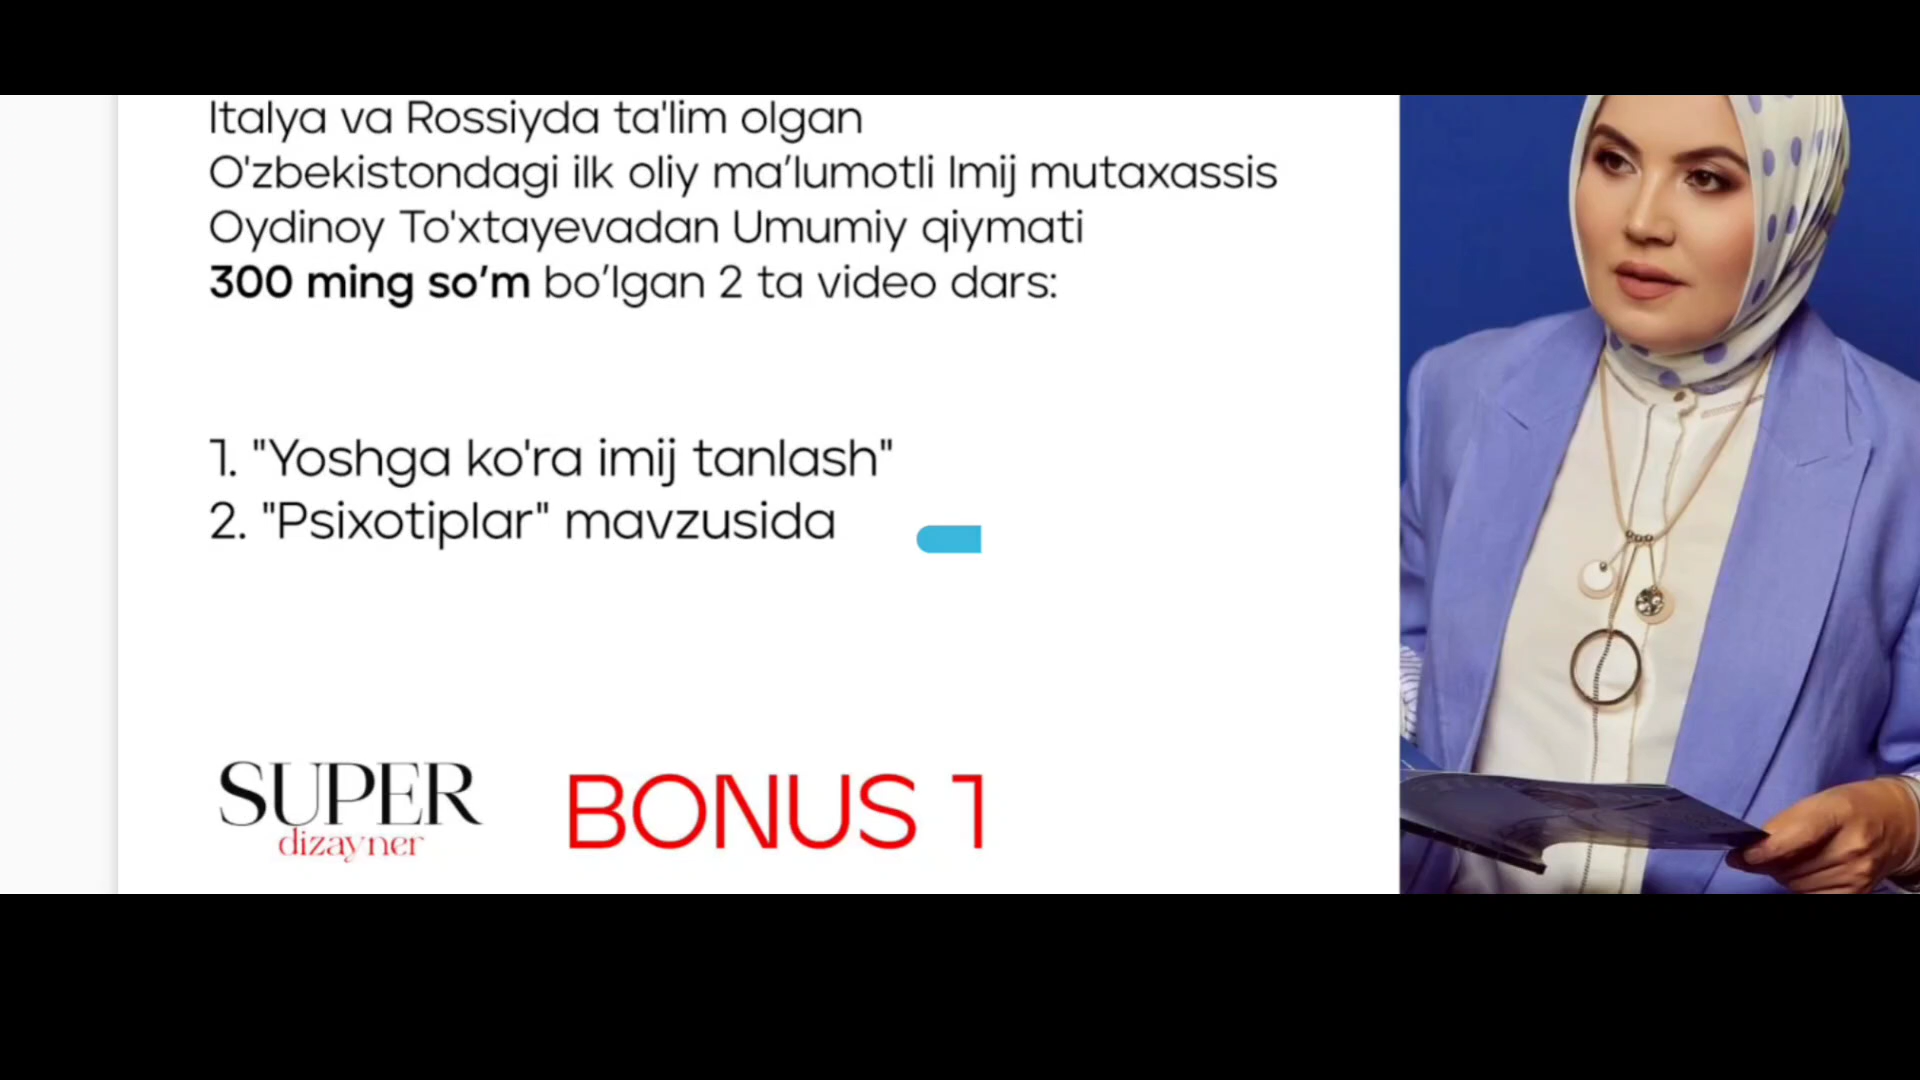 Italya va Rossiyda ta'lim olgan
O'zbekistondagi ilk oliy ma’lumotli Imij mutaxassis
Oydinoy To'xtayevadan Umumiy qiymati
300 ming so’m bo’lgan 2 ta video dars:
1. "Yoshga ko'ra imij tanlash"
2. "Psixotiplar" mavzusida
SUPER
dizayner
BONUS 1